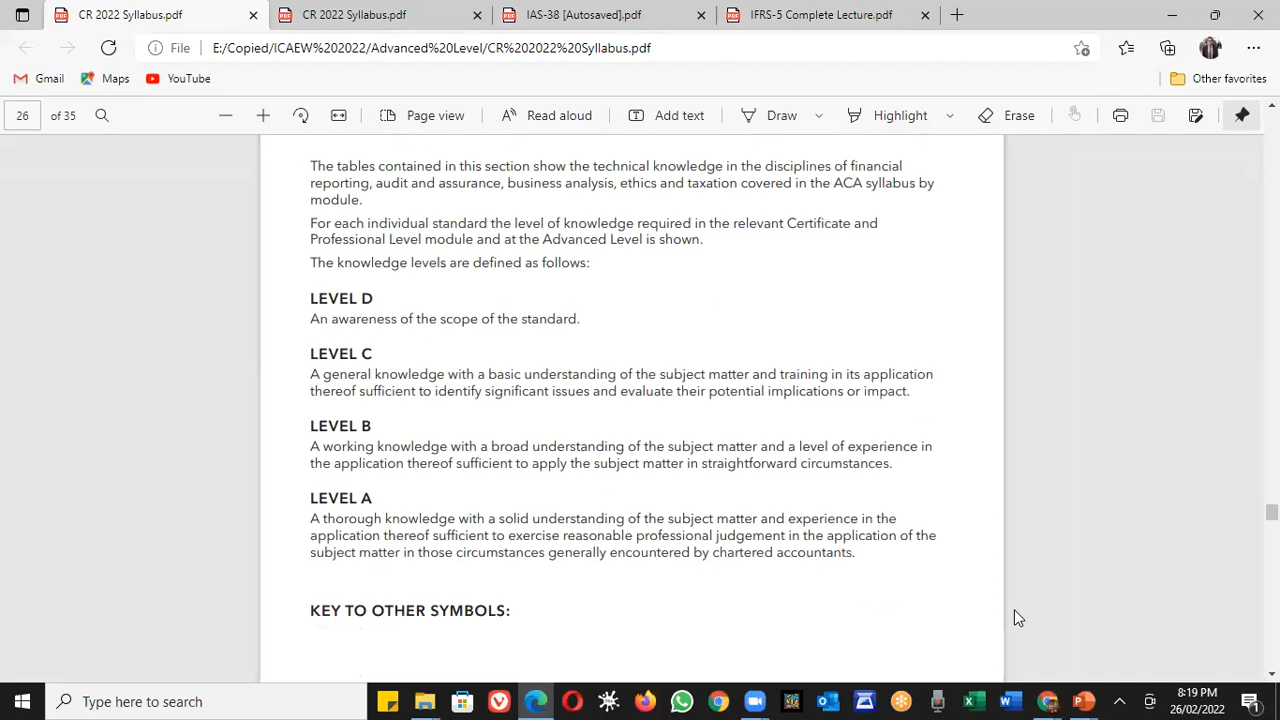 CR 2022 Syllabus.pdf
CR 2022 Syllabus.pdf
IAS-38 [Autosaved].pdf
IFRS-5 Complete Lecture.pdf
File
E:/Copied/ICAEW%202022/Advanced%20Level/CR%202022%20Syllabus.pdf
Gmail
Maps
YouTube
Other favorites
26 of 35
Page view
Read aloud
Add text
Draw
Highlight
Erase
The tables contained in this section show the technical knowledge in the disciplines of financial
reporting, audit and assurance, business analysis, ethics and taxation covered in the ACA syllabus by
module.
For each individual standard the level of knowledge required in the relevant Certificate and
Professional Level module and at the Advanced Level is shown.
The knowledge levels are defined as follows:
LEVEL D
An awareness of the scope of the standard.
LEVEL C
A general knowledge with a basic understanding of the subject matter and training in its application
thereof sufficient to identify significant issues and evaluate their potential implications or impact.
LEVEL B
A working knowledge with a broad understanding of the subject matter and a level of experience in
the application thereof sufficient to apply the subject matter in straightforward circumstances.
LEVEL A
A thorough knowledge with a solid understanding of the subject matter and experience in the
application thereof sufficient to exercise reasonable professional judgement in the application of the
subject matter in those circumstances generally encountered by chartered accountants.
KEY TO OTHER SYMBOLS:
Type here to search
8:19 PM
26/02/2022
1